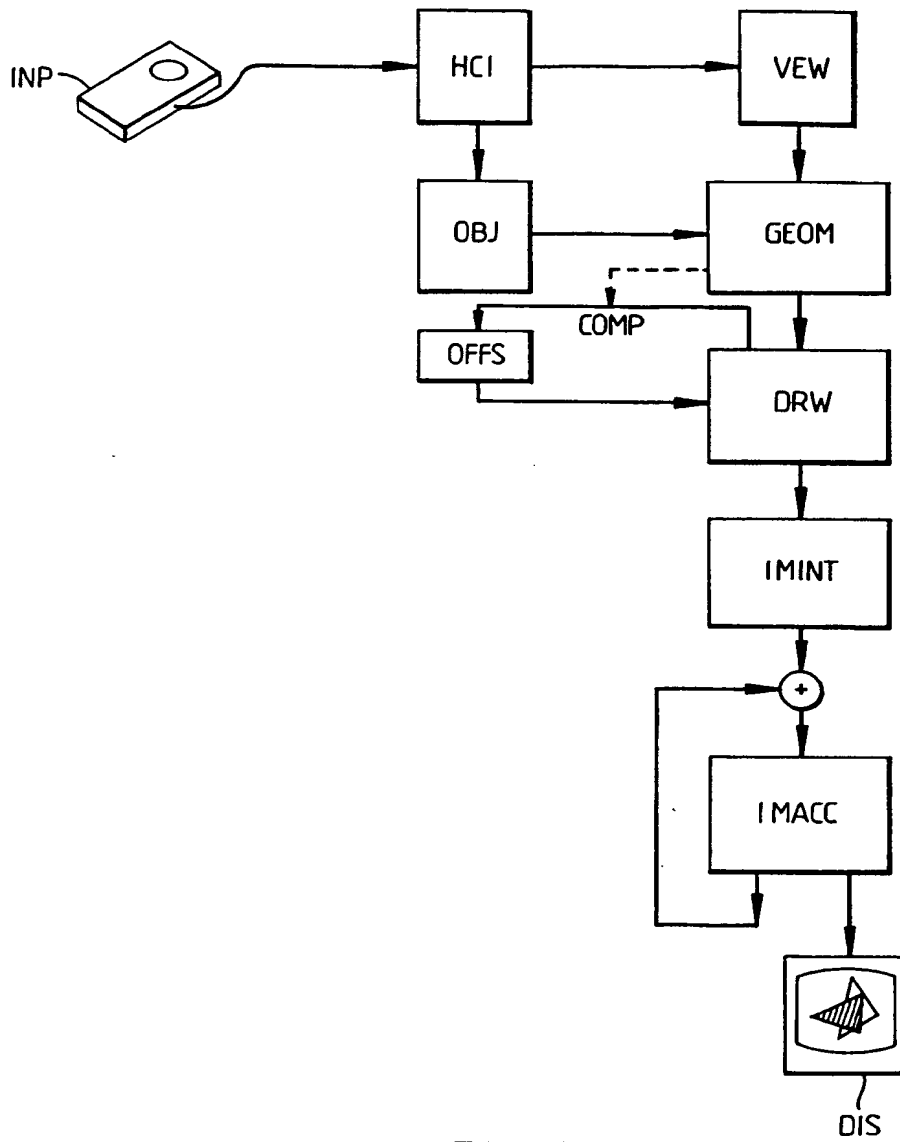 INP
HCI
VEW
OBJ
GEOM
COMP
OFFS
DRW
IMINT
+
IMACC
DIS